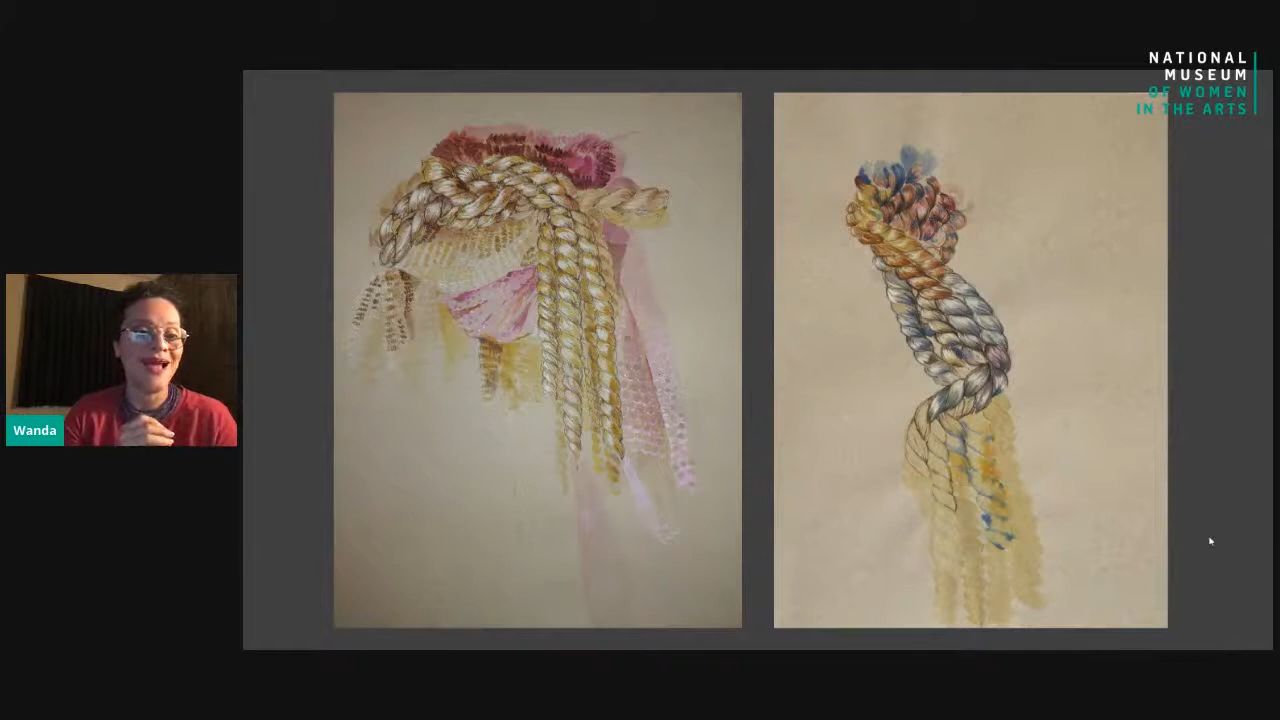 NATIONAL
MUSEUM
OF WOMEN
IN THE ARTS
Wanda